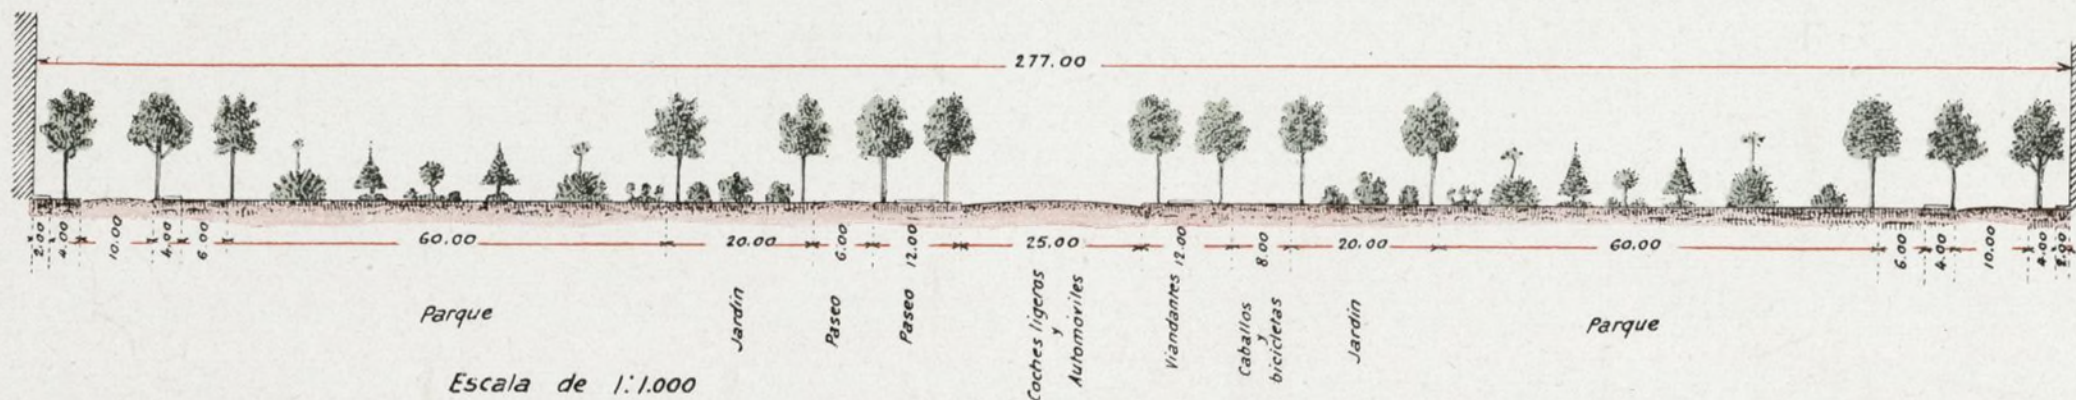 277.00
2.00 4.00 10.00 4.00 6.00 60.00 20.00 6.00 12.00 25.00 12.00 8.00 20.00 60.00 6.00 4.00 10.00 4.00 2.00
Parque
Jardin
Paseo
Paseo
Coches ligeros
y
Automóviles
Viandantes
Caballos
y
bicicletas
Jardin
Parque
Escala de 1:1.000